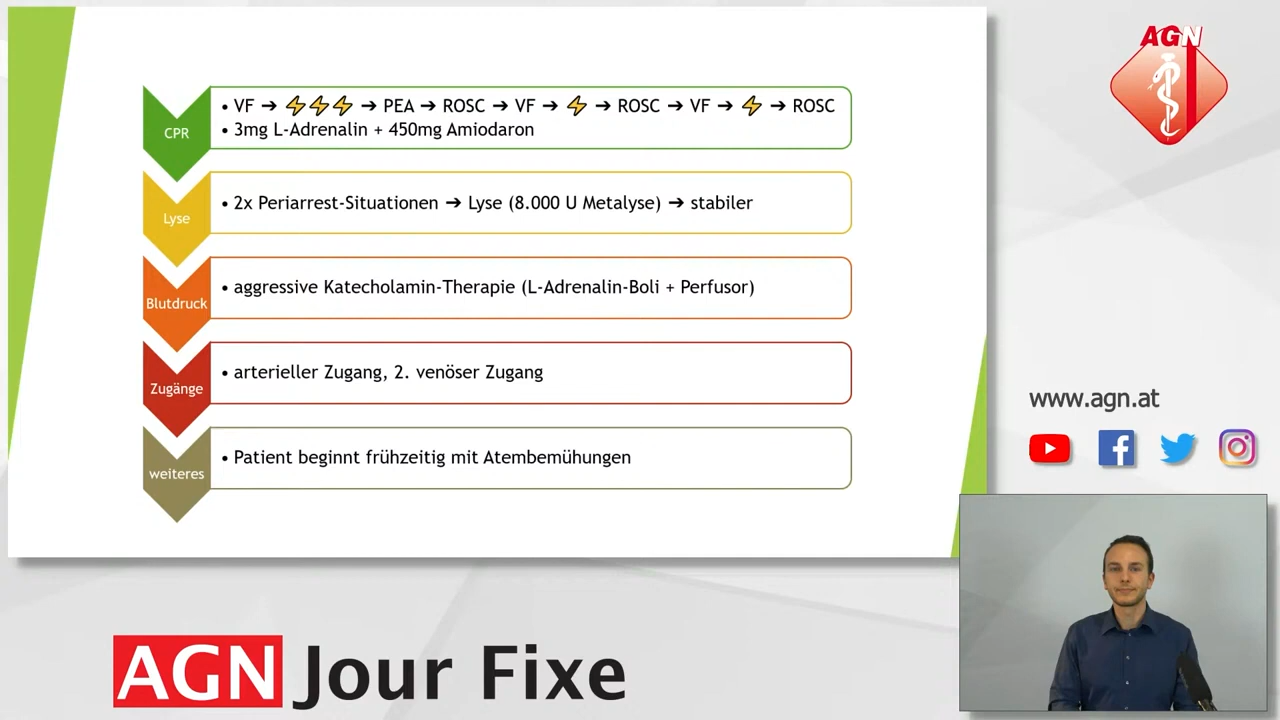 CPR
• VF ➔ ⚡⚡⚡ ➔ PEA ➔ ROSC ➔ VF ➔ ⚡ ➔ ROSC ➔ VF ➔ ⚡ ➔ ROSC
• 3mg L-Adrenalin + 450mg Amiodaron
Lyse
• 2x Periarrest-Situationen ➔ Lyse (8.000 U Metalyse) ➔ stabiler
Blutdruck
• aggressive Katecholamin-Therapie (L-Adrenalin-Boli + Perfusor)
Zugänge
• arterieller Zugang, 2. venöser Zugang
weiteres
• Patient beginnt frühzeitig mit Atembemühungen
AGN
www.agn.at
AGN Jour Fixe